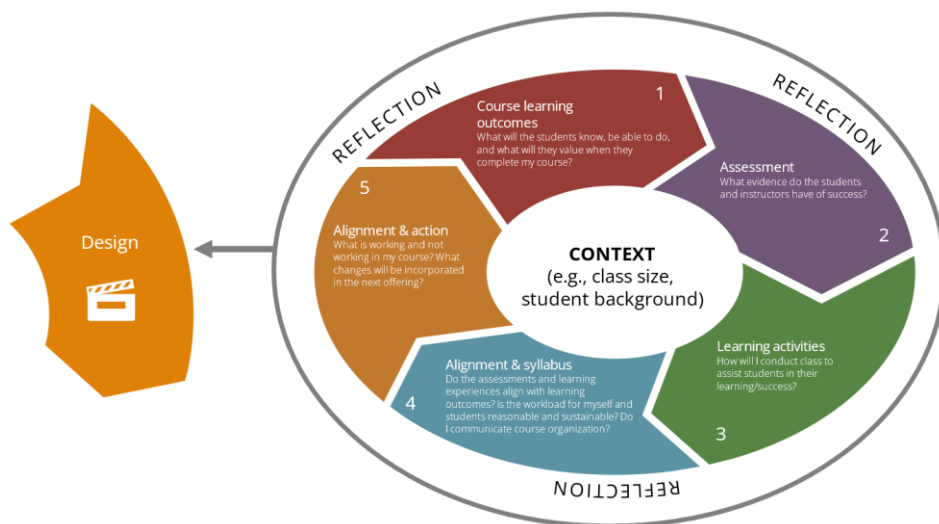 REFLECTION
REFLECTION
1
Course learning
outcomes
What will the students know, be able to do,
and what will they value when they
complete my course?
Assessment
What evidence do the students
and instructors have of success?
2
5
Alignment & action
What is working and not
working in my course? What
changes will be incorporated
in the next offering?
Design
CONTEXT
(e.g., class size,
student background)
Learning activities
How will I conduct class to
assist students in their
learning/success?
3
Alignment & syllabus
Do the assessments and learning
experiences align with learning
outcomes? Is the workload for myself and
students reasonable and sustainable? Do
I communicate course organization?
4
REFLECTION